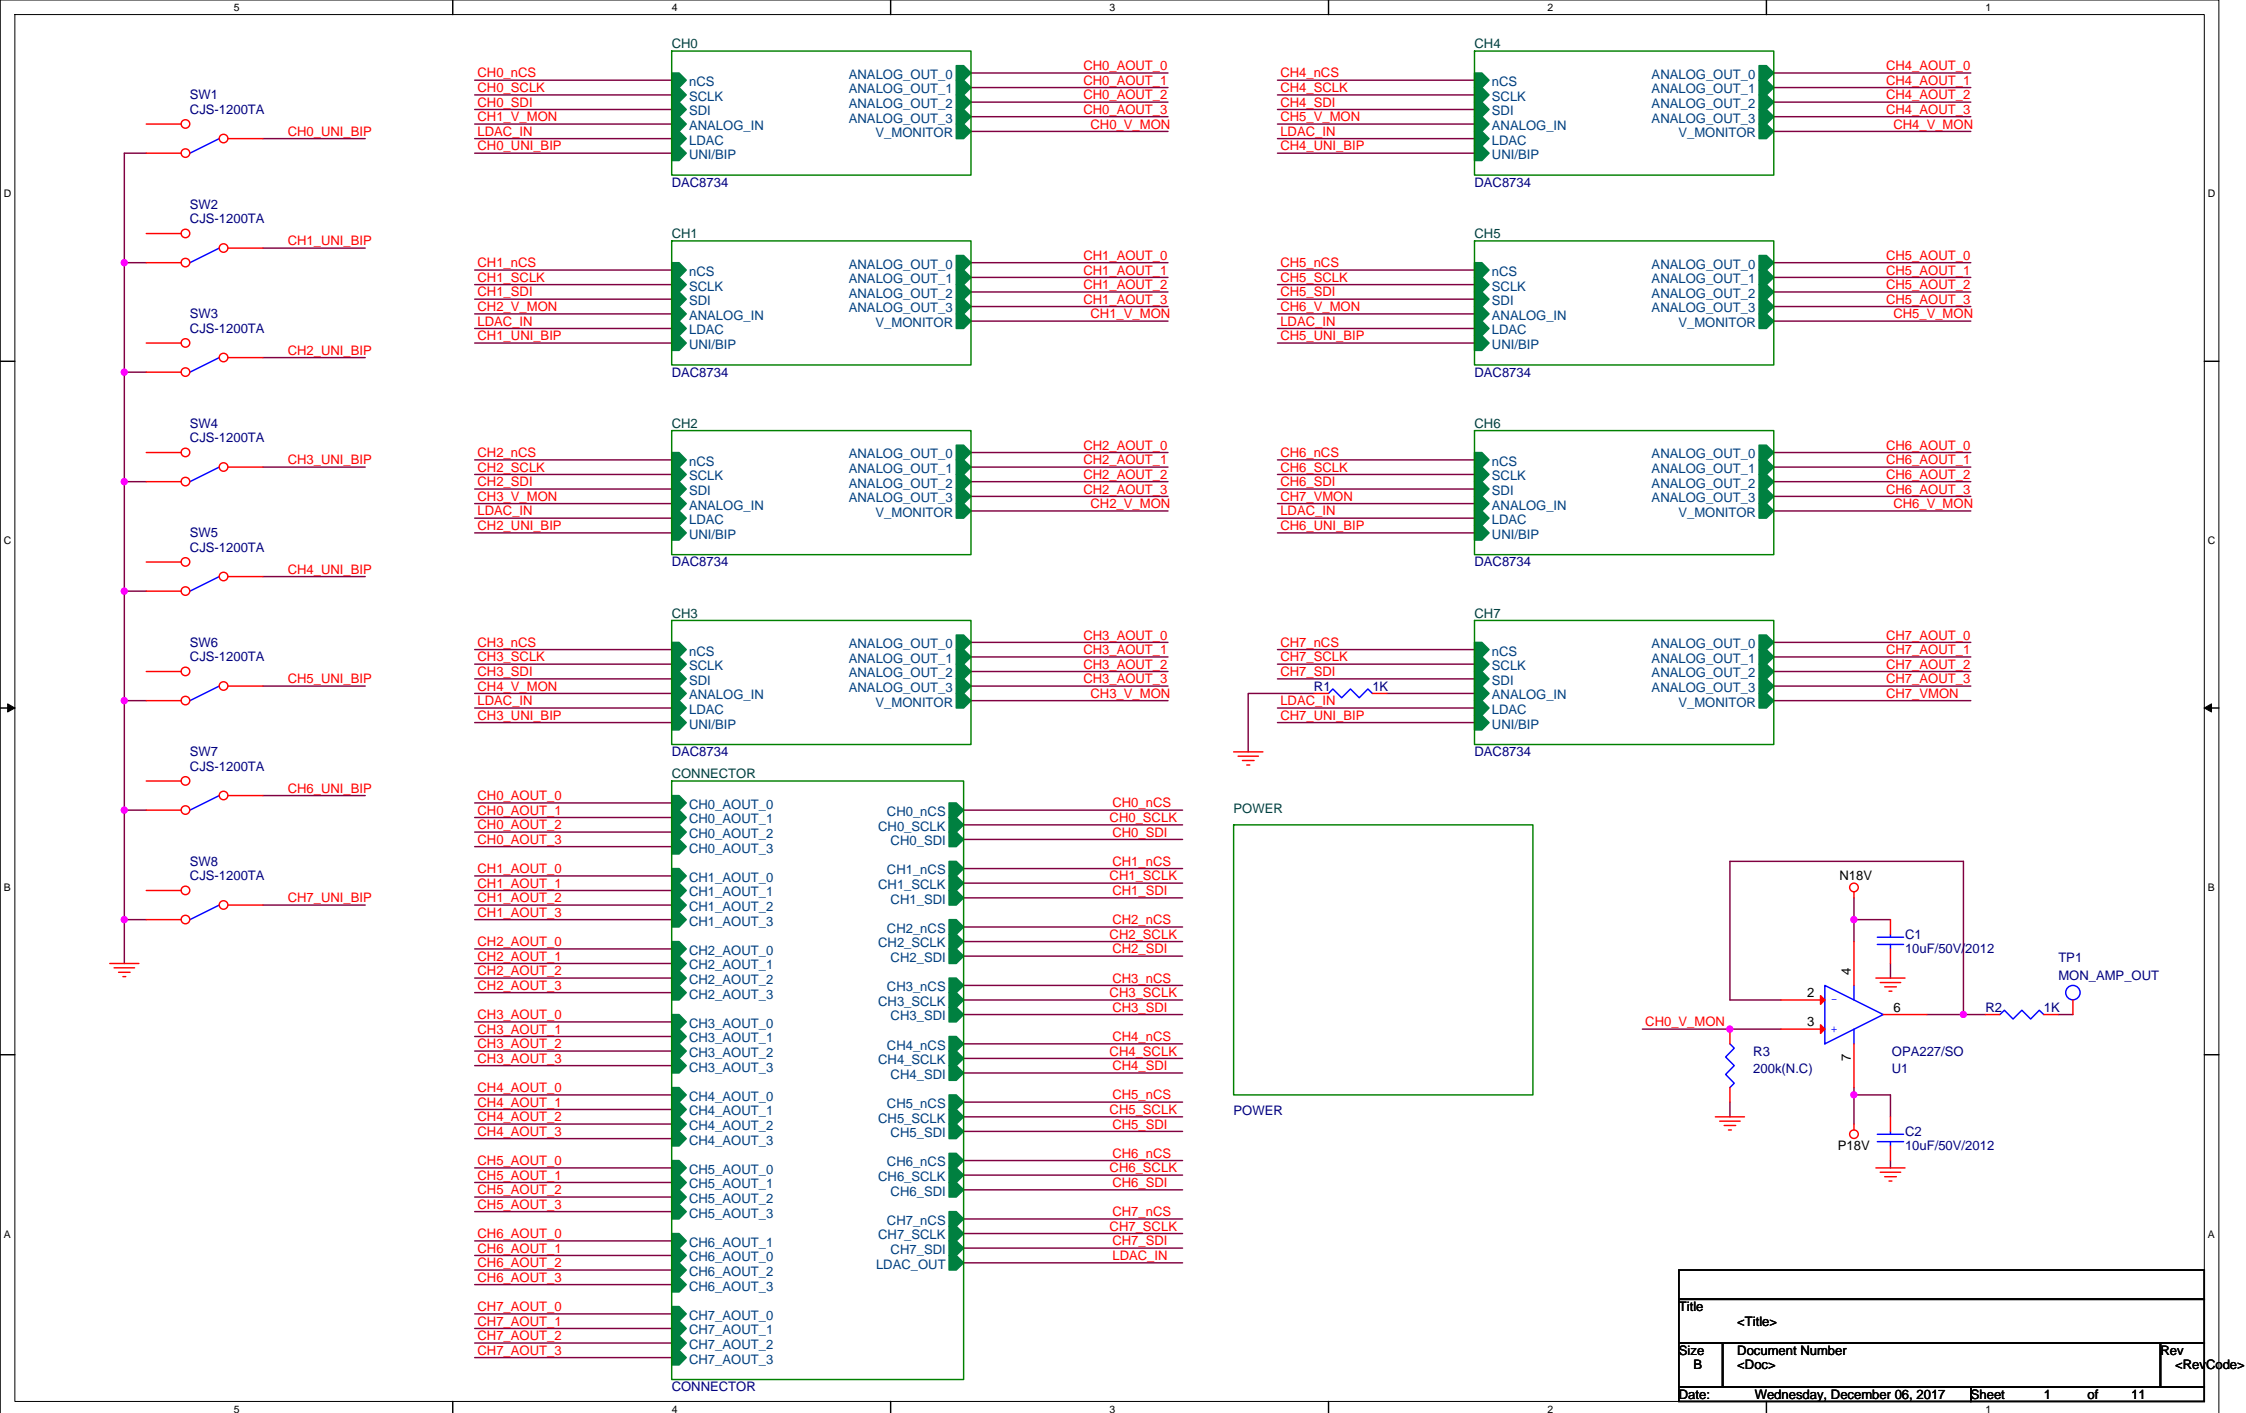 5 4 3 2 1
D
C
B
A
SW1
CJS-1200TA
CH0_UNI_BIP
SW2
CJS-1200TA
CH1_UNI_BIP
SW3
CJS-1200TA
CH2_UNI_BIP
SW4
CJS-1200TA
CH3_UNI_BIP
SW5
CJS-1200TA
CH4_UNI_BIP
SW6
CJS-1200TA
CH5_UNI_BIP
SW7
CJS-1200TA
CH6_UNI_BIP
SW8
CJS-1200TA
CH7_UNI_BIP
CH0
CH0_nCS nCS ANALOG_OUT_0 CH0_AOUT_0
CH0_SCLK SCLK ANALOG_OUT_1 CH0_AOUT_1
CH0_SDI SDI ANALOG_OUT_2 CH0_AOUT_2
CH1_V_MON ANALOG_IN ANALOG_OUT_3 CH0_AOUT_3
LDAC_IN LDAC V_MONITOR CH0_V_MON
CH0_UNI_BIP UNI/BIP
DAC8734
CH1
CH1_nCS nCS ANALOG_OUT_0 CH1_AOUT_0
CH1_SCLK SCLK ANALOG_OUT_1 CH1_AOUT_1
CH1_SDI SDI ANALOG_OUT_2 CH1_AOUT_2
CH2_V_MON ANALOG_IN ANALOG_OUT_3 CH1_AOUT_3
LDAC_IN LDAC V_MONITOR CH1_V_MON
CH1_UNI_BIP UNI/BIP
DAC8734
CH2
CH2_nCS nCS ANALOG_OUT_0 CH2_AOUT_0
CH2_SCLK SCLK ANALOG_OUT_1 CH2_AOUT_1
CH2_SDI SDI ANALOG_OUT_2 CH2_AOUT_2
CH3_V_MON ANALOG_IN ANALOG_OUT_3 CH2_AOUT_3
LDAC_IN LDAC V_MONITOR CH2_V_MON
CH2_UNI_BIP UNI/BIP
DAC8734
CH3
CH3_nCS nCS ANALOG_OUT_0 CH3_AOUT_0
CH3_SCLK SCLK ANALOG_OUT_1 CH3_AOUT_1
CH3_SDI SDI ANALOG_OUT_2 CH3_AOUT_2
CH4_V_MON ANALOG_IN ANALOG_OUT_3 CH3_AOUT_3
LDAC_IN LDAC V_MONITOR CH3_V_MON
CH3_UNI_BIP UNI/BIP
DAC8734
CH4
CH4_nCS nCS ANALOG_OUT_0 CH4_AOUT_0
CH4_SCLK SCLK ANALOG_OUT_1 CH4_AOUT_1
CH4_SDI SDI ANALOG_OUT_2 CH4_AOUT_2
CH5_V_MON ANALOG_IN ANALOG_OUT_3 CH4_AOUT_3
LDAC_IN LDAC V_MONITOR CH4_V_MON
CH4_UNI_BIP UNI/BIP
DAC8734
CH5
CH5_nCS nCS ANALOG_OUT_0 CH5_AOUT_0
CH5_SCLK SCLK ANALOG_OUT_1 CH5_AOUT_1
CH5_SDI SDI ANALOG_OUT_2 CH5_AOUT_2
CH6_V_MON ANALOG_IN ANALOG_OUT_3 CH5_AOUT_3
LDAC_IN LDAC V_MONITOR CH5_V_MON
CH5_UNI_BIP UNI/BIP
DAC8734
CH6
CH6_nCS nCS ANALOG_OUT_0 CH6_AOUT_0
CH6_SCLK SCLK ANALOG_OUT_1 CH6_AOUT_1
CH6_SDI SDI ANALOG_OUT_2 CH6_AOUT_2
CH7_VMON ANALOG_IN ANALOG_OUT_3 CH6_AOUT_3
LDAC_IN LDAC V_MONITOR CH6_V_MON
CH6_UNI_BIP UNI/BIP
DAC8734
CH7
CH7_nCS nCS ANALOG_OUT_0 CH7_AOUT_0
CH7_SCLK SCLK ANALOG_OUT_1 CH7_AOUT_1
CH7_SDI SDI ANALOG_OUT_2 CH7_AOUT_2
R1 1K ANALOG_IN ANALOG_OUT_3 CH7_AOUT_3
LDAC_IN LDAC V_MONITOR CH7_VMON
CH7_UNI_BIP UNI/BIP
DAC8734
CONNECTOR
CH0_AOUT_0 CH0_AOUT_0
CH0_AOUT_1 CH0_AOUT_1
CH0_AOUT_2 CH0_AOUT_2
CH0_AOUT_3 CH0_AOUT_3
CH1_AOUT_0 CH1_AOUT_0
CH1_AOUT_1 CH1_AOUT_1
CH1_AOUT_2 CH1_AOUT_2
CH1_AOUT_3 CH1_AOUT_3
CH2_AOUT_0 CH2_AOUT_0
CH2_AOUT_1 CH2_AOUT_1
CH2_AOUT_2 CH2_AOUT_2
CH2_AOUT_3 CH2_AOUT_3
CH3_AOUT_0 CH3_AOUT_0
CH3_AOUT_1 CH3_AOUT_1
CH3_AOUT_2 CH3_AOUT_2
CH3_AOUT_3 CH3_AOUT_3
CH4_AOUT_0 CH4_AOUT_0
CH4_AOUT_1 CH4_AOUT_1
CH4_AOUT_2 CH4_AOUT_2
CH4_AOUT_3 CH4_AOUT_3
CH5_AOUT_0 CH5_AOUT_0
CH5_AOUT_1 CH5_AOUT_1
CH5_AOUT_2 CH5_AOUT_2
CH5_AOUT_3 CH5_AOUT_3
CH6_AOUT_0 CH6_AOUT_1
CH6_AOUT_1 CH6_AOUT_0
CH6_AOUT_2 CH6_AOUT_2
CH6_AOUT_3 CH6_AOUT_3
CH7_AOUT_0 CH7_AOUT_0
CH7_AOUT_1 CH7_AOUT_1
CH7_AOUT_2 CH7_AOUT_2
CH7_AOUT_3 CH7_AOUT_3
CH0_nCS CH0_nCS
CH0_SCLK CH0_SCLK
CH0_SDI CH0_SDI
CH1_nCS CH1_nCS
CH1_SCLK CH1_SCLK
CH1_SDI CH1_SDI
CH2_nCS CH2_nCS
CH2_SCLK CH2_SCLK
CH2_SDI CH2_SDI
CH3_nCS CH3_nCS
CH3_SCLK CH3_SCLK
CH3_SDI CH3_SDI
CH4_nCS CH4_nCS
CH4_SCLK CH4_SCLK
CH4_SDI CH4_SDI
CH5_nCS CH5_nCS
CH5_SCLK CH5_SCLK
CH5_SDI CH5_SDI
CH6_nCS CH6_nCS
CH6_SCLK CH6_SCLK
CH6_SDI CH6_SDI
CH7_nCS CH7_nCS
CH7_SCLK CH7_SCLK
CH7_SDI CH7_SDI
LDAC_OUT LDAC_IN
CONNECTOR
POWER
POWER
N18V
C1
10uF/50V/2012
TP1
MON_AMP_OUT
4
2 -
6
R2 1K
CH0_V_MON
3 +
7
R3
200k(N.C)
OPA227/SO
U1
P18V
C2
10uF/50V/2012
D
C
B
A
Title
<Title>
Size Document Number Rev
B <Doc> <RevCode>
Date: Wednesday, December 06, 2017 Sheet 1 of 11
5 4 3 2 1